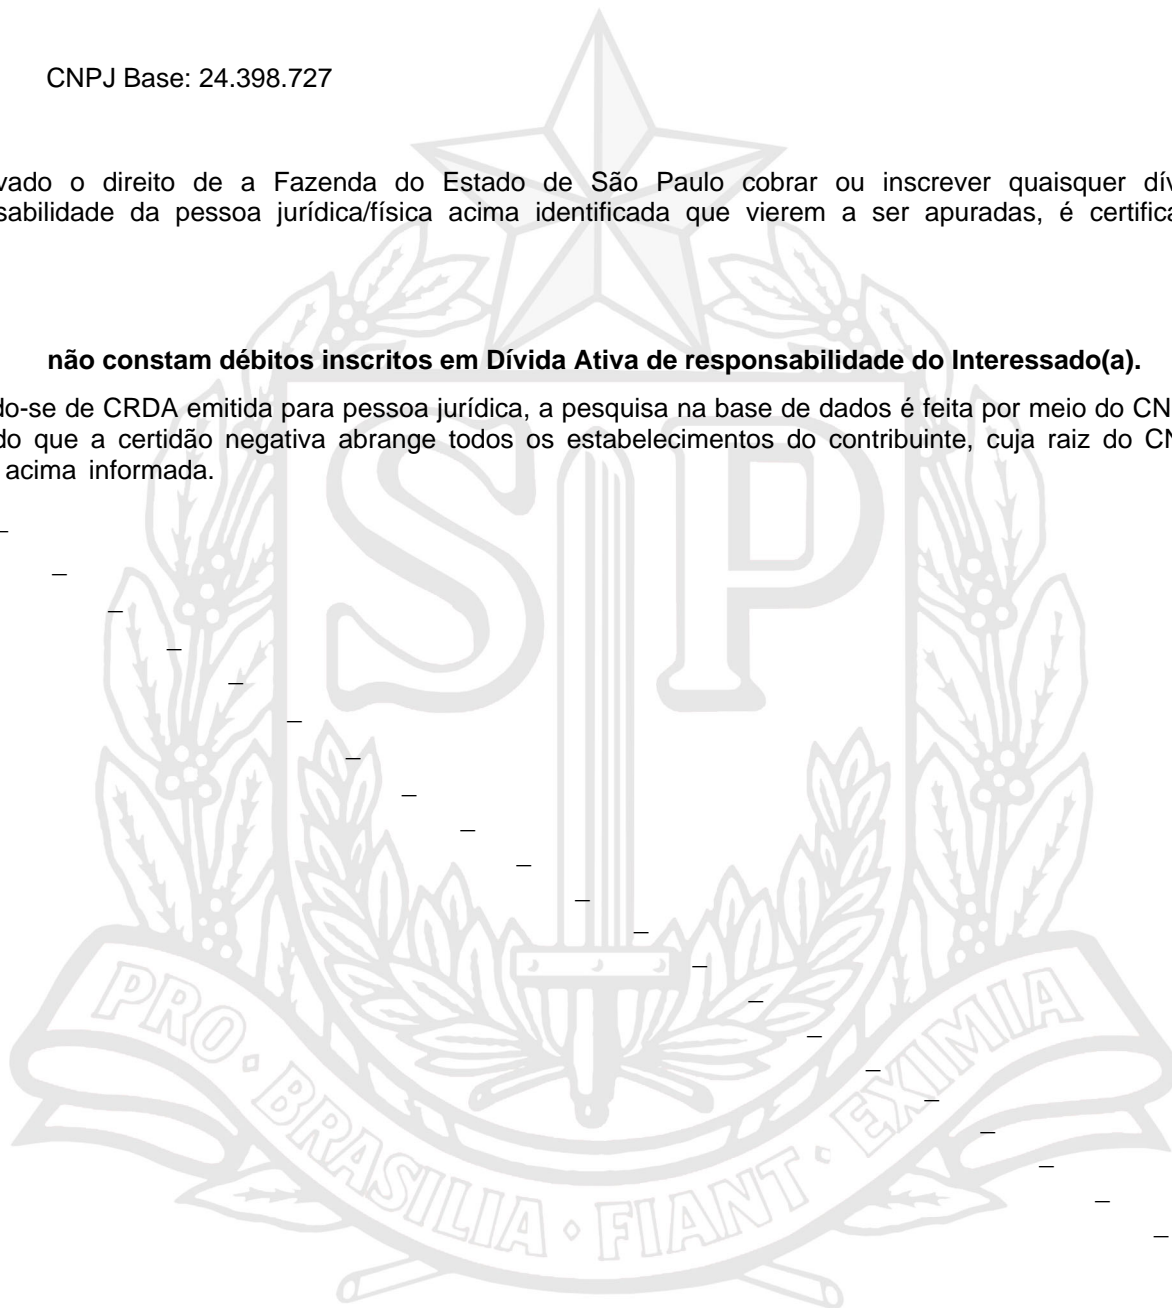 CNPJ Base: 24.398.727
vado o direito de a Fazenda do Estado de São Paulo cobrar ou inscrever quaisquer dív
sabilidade da pessoa jurídica/física acima identificada que vierem a ser apuradas, é certifica
não constam débitos inscritos em Dívida Ativa de responsabilidade do Interessado(a).
do-se de CRDA emitida para pessoa jurídica, a pesquisa na base de dados é feita por meio do CN
do que a certidão negativa abrange todos os estabelecimentos do contribuinte, cuja raiz do CN
acima informada.
SP
PRO • BRASILIA • FIANT • EXIMIA